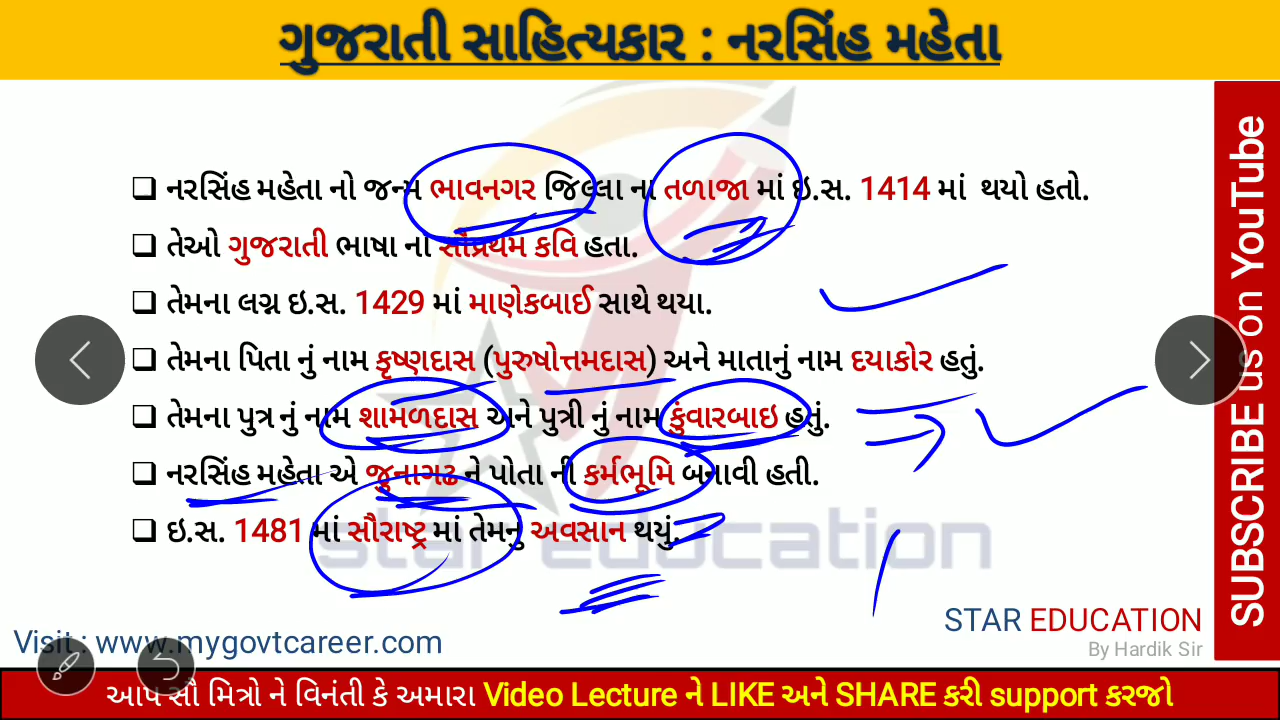 ગુજરાતી સાહિત્યકાર : નરસિંહ મહેતા
❑ નરસિંહ મહેતા નો જન્મ ભાવનગર જિલ્લા ના તળાજા માં ઇ.સ. 1414 માં થયો હતો.
❑ તેઓ ગુજરાતી ભાષા ના સૌપ્રથમ કવિ હતા.
❑ તેમના લગ્ન ઇ.સ. 1429 માં માણેકબાઈ સાથે થયા.
❑ તેમના પિતા નું નામ કૃષ્ણદાસ (પુરુષોત્તમદાસ) અને માતાનું નામ દયાકોર હતું.
❑ તેમના પુત્ર નું નામ શામળદાસ અને પુત્રી નું નામ કુંવારબાઇ હતું.
❑ નરસિંહ મહેતા એ જુનાગઢ ને પોતા ની કર્મભૂમિ બનાવી હતી.
❑ ઇ.સ. 1481 માં સૌરાષ્ટ્ર માં તેમનુ અવસાન થયું.
star education
STAR EDUCATION
By Hardik Sir
Visit : www.mygovtcareer.com
આપ સૌ મિત્રો ને વિનંતી કે અમારા Video Lecture ને LIKE અને SHARE કરી support કરજો
SUBSCRIBE us on YouTube